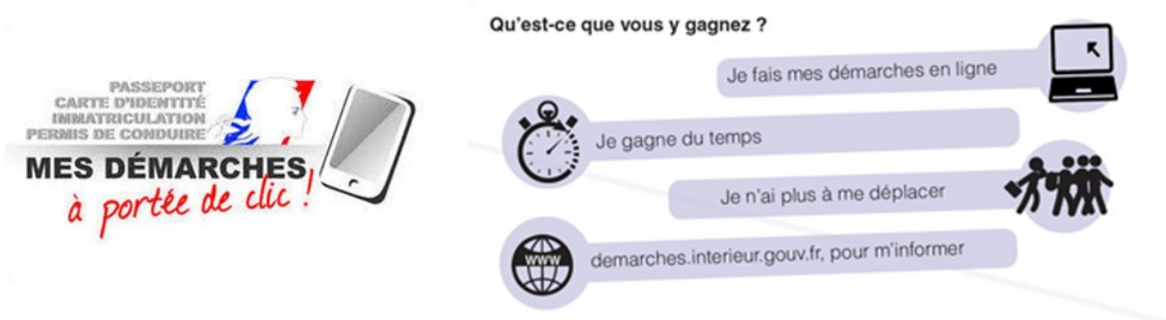 PASSEPORT
CARTE D'IDENTITÉ
IMMATRICULATION
PERMIS DE CONDUIRE
MES DÉMARCHES
à portée de clic !
Qu'est-ce que vous y gagnez ?
Je fais mes démarches en ligne
Je gagne du temps
Je n'ai plus à me déplacer
www
demarches.interieur.gouv.fr, pour m'informer